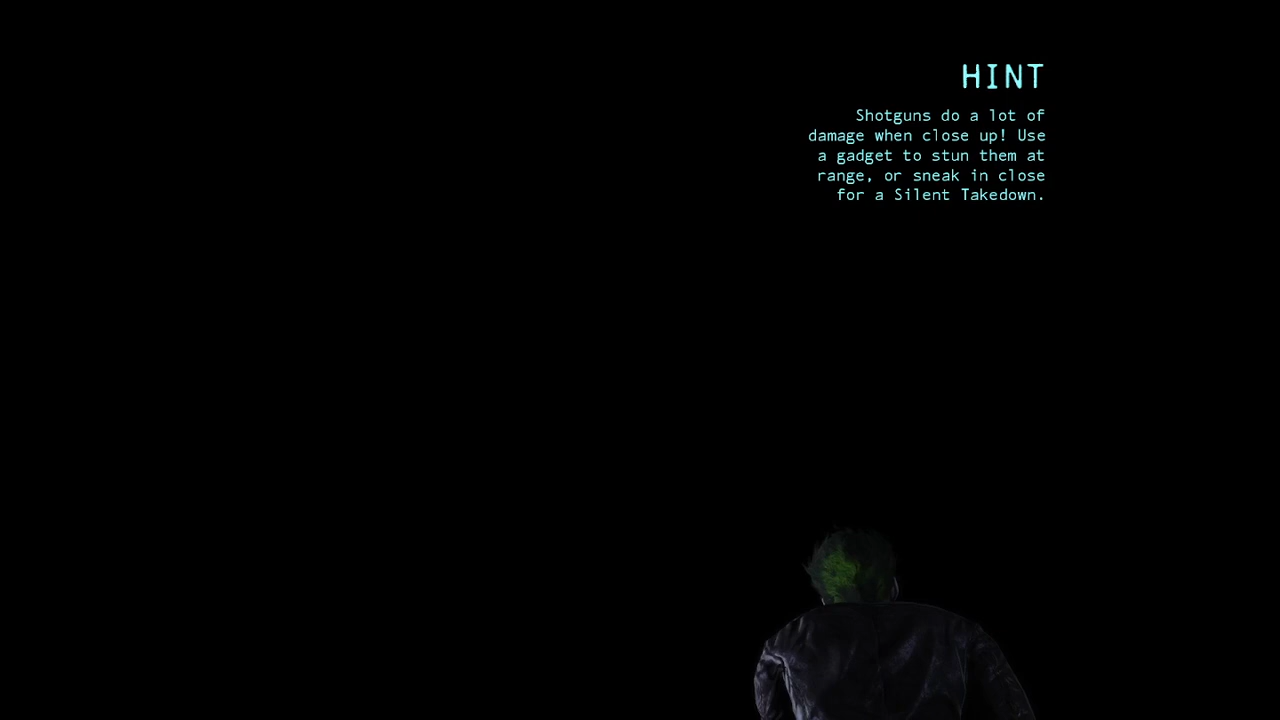 HINT
Shotguns do a lot of
damage when close up! Use
a gadget to stun them at
range, or sneak in close
for a Silent Takedown.